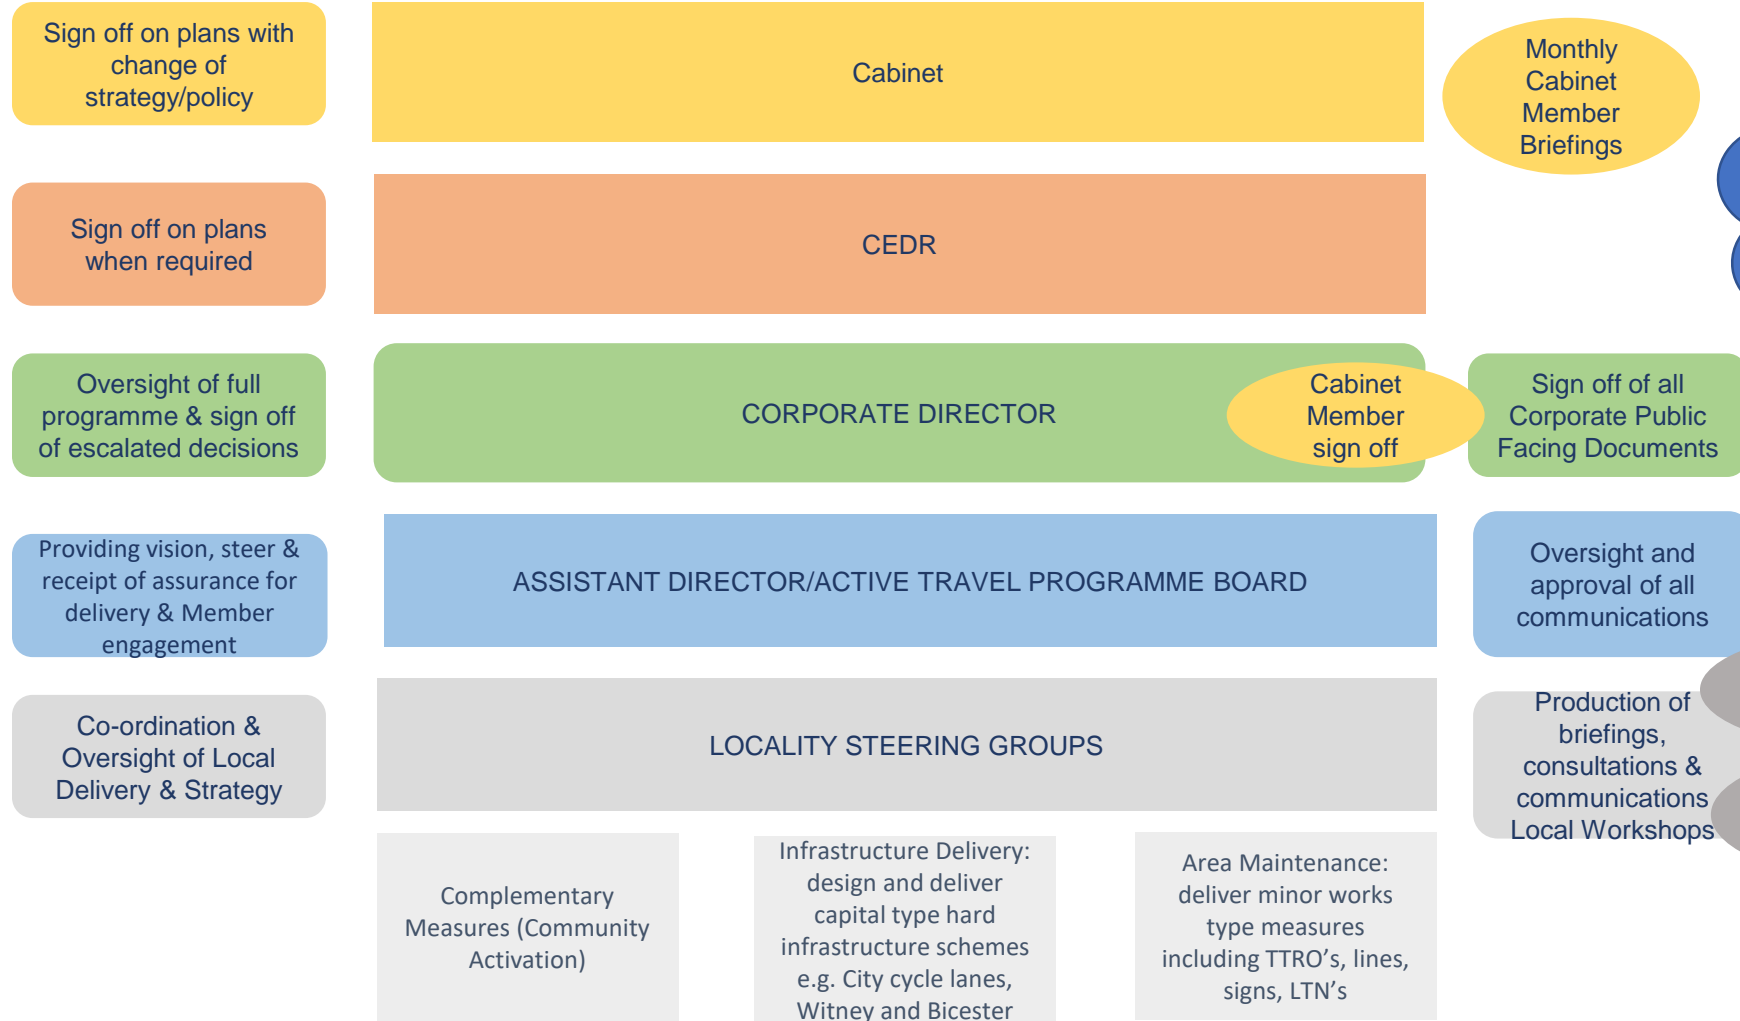 Sign off on plans with
change of
strategy/policy
Cabinet
Monthly
Cabinet
Member
Briefings
Sign off on plans
when required
CEDR
Oversight of full
programme & sign off
of escalated decisions
CORPORATE DIRECTOR
Cabinet
Member
sign off
Sign off of all
Corporate Public
Facing Documents
Providing vision, steer &
receipt of assurance for
delivery & Member
engagement
ASSISTANT DIRECTOR/ACTIVE TRAVEL PROGRAMME BOARD
Oversight and
approval of all
communications
Co-ordination &
Oversight of Local
Delivery & Strategy
LOCALITY STEERING GROUPS
Production of
briefings,
consultations &
communications
Local Workshops
Complementary
Measures (Community
Activation)
Infrastructure Delivery:
design and deliver
capital type hard
infrastructure schemes
e.g. City cycle lanes,
Witney and Bicester
Area Maintenance:
deliver minor works
type measures
including TTRO’s, lines,
signs, LTN’s